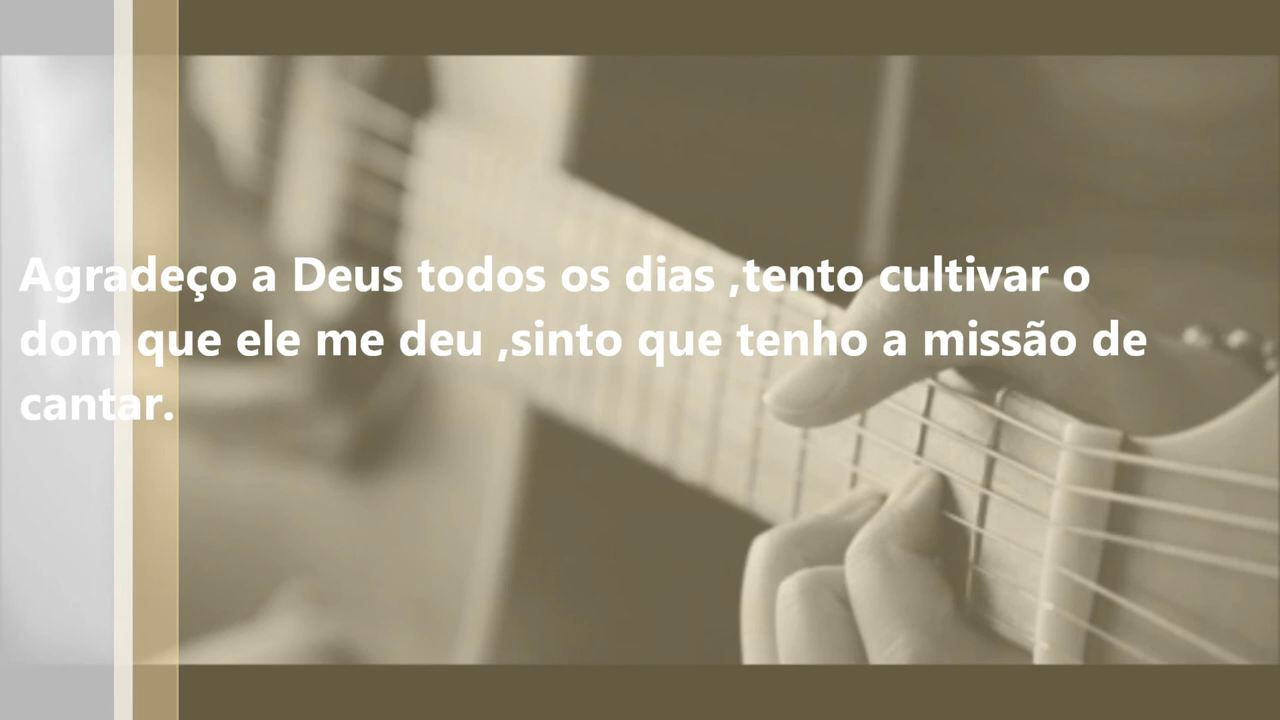 Agradeço a Deus todos os dias ,tento cultivar o
dom que ele me deu ,sinto que tenho a missão de
cantar.